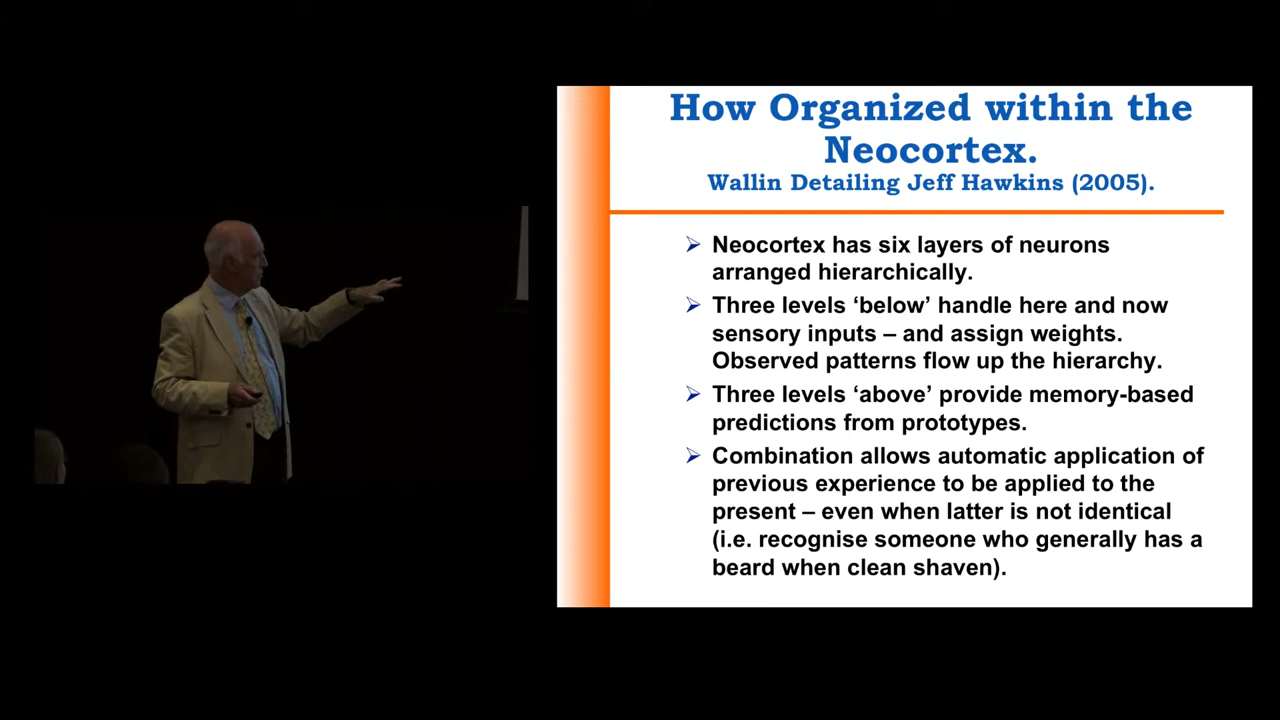 How Organized within the
Neocortex.
Wallin Detailing Jeff Hawkins (2005).
Neocortex has six layers of neurons
arranged hierarchically.
Three levels ‘below’ handle here and now
sensory inputs – and assign weights.
Observed patterns flow up the hierarchy.
Three levels ‘above’ provide memory-based
predictions from prototypes.
Combination allows automatic application of
previous experience to be applied to the
present – even when latter is not identical
(i.e. recognise someone who generally has a
beard when clean shaven).